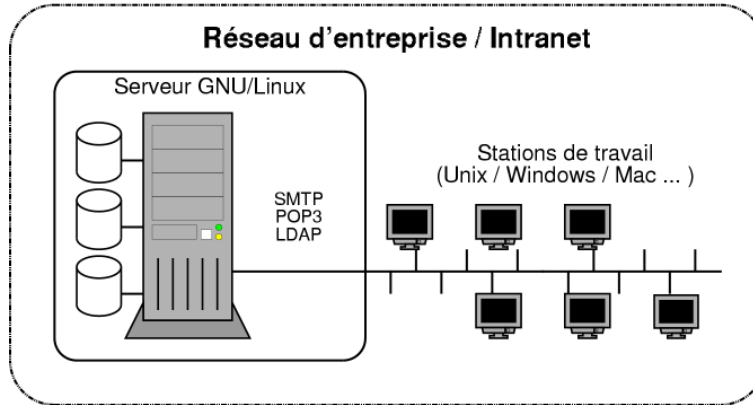 Réseau d'entreprise / Intranet
Serveur GNU/Linux
SMTP
POP3
LDAP
Stations de travail
(Unix / Windows / Mac ... )